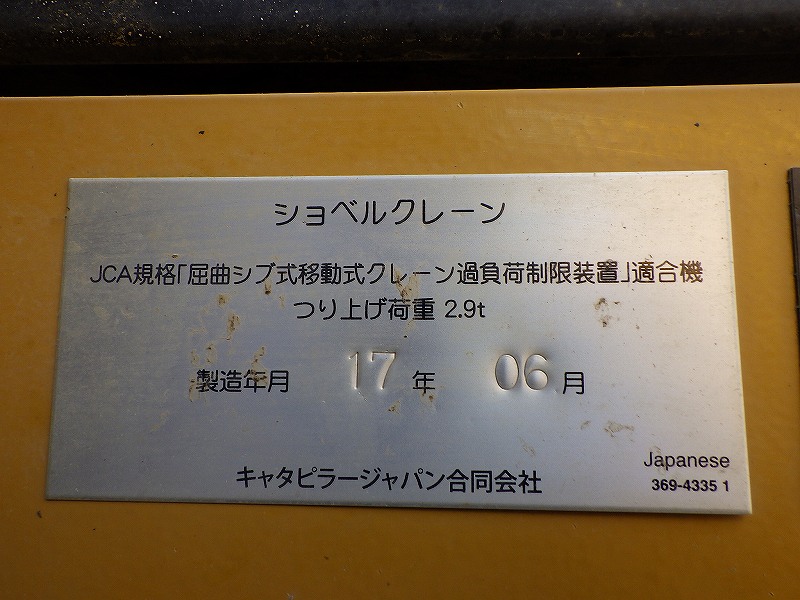 ショベルクレーン
JCA規格「屈曲シブ式移動式クレーン過負荷制限装置」適合機
つり上げ荷重 2.9t
製造年月 17 年 06 月
キャタピラージャパン合同会社
Japanese
369-4335 1